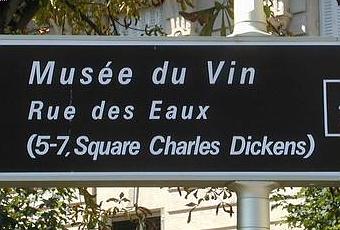 Musée du Vin
Rue des Eaux
(5-7, Square Charles Dickens)